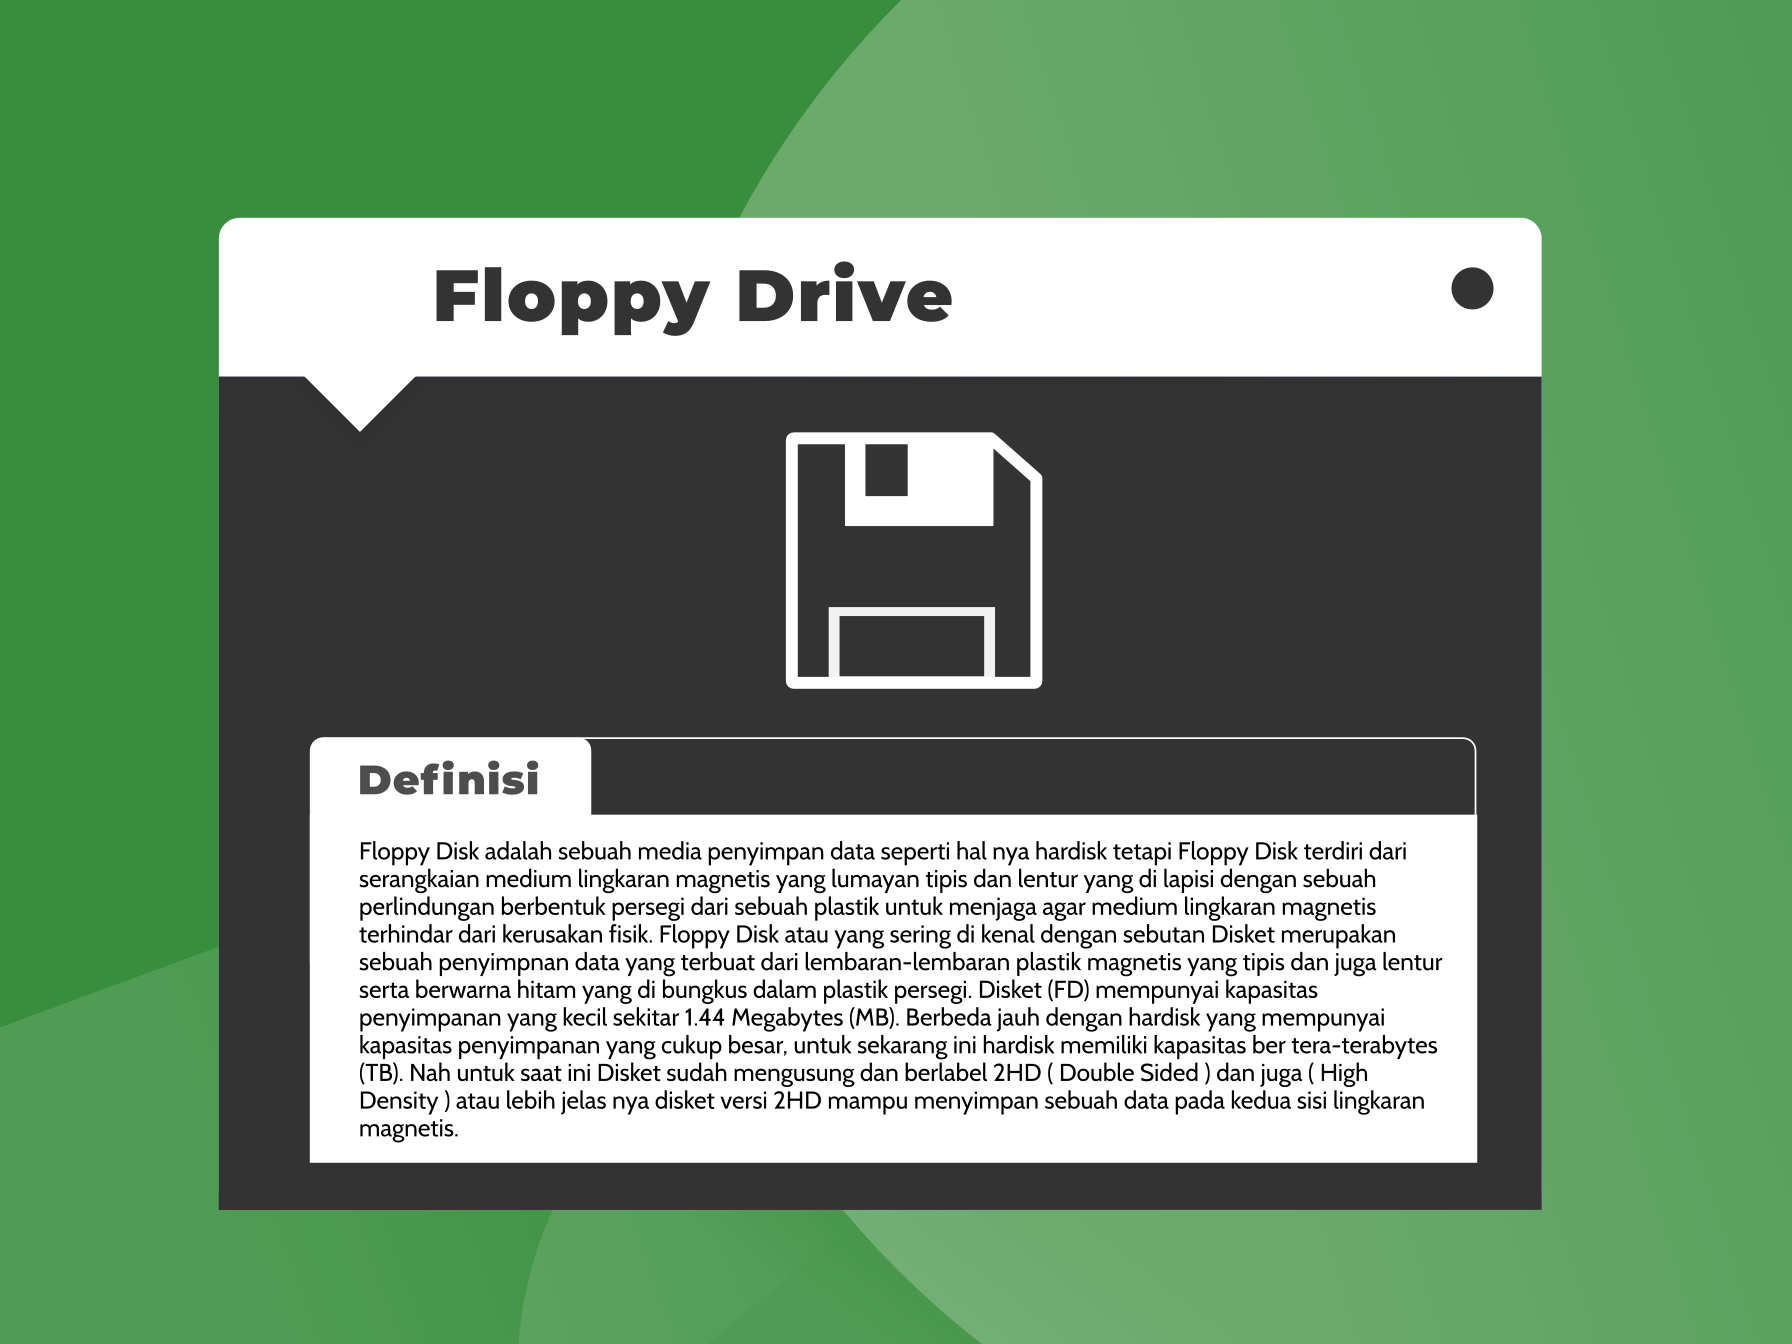 Floppy Drive
Definisi
Floppy Disk adalah sebuah media penyimpan data seperti hal nya hardisk tetapi Floppy Disk terdiri dari
serangkaian medium lingkaran magnetis yang lumayan tipis dan lentur yang di lapisi dengan sebuah
perlindungan berbentuk persegi dari sebuah plastik untuk menjaga agar medium lingkaran magnetis
terhindar dari kerusakan fisik. Floppy Disk atau yang sering di kenal dengan sebutan Disket merupakan
sebuah penyimpnan data yang terbuat dari lembaran-lembaran plastik magnetis yang tipis dan juga lentur
serta berwarna hitam yang di bungkus dalam plastik persegi. Disket (FD) mempunyai kapasitas
penyimpanan yang kecil sekitar 1.44 Megabytes (MB). Berbeda jauh dengan hardisk yang mempunyai
kapasitas penyimpanan yang cukup besar, untuk sekarang ini hardisk memiliki kapasitas ber tera-terabytes
(TB). Nah untuk saat ini Disket sudah mengusung dan berlabel 2HD ( Double Sided ) dan juga ( High
Density ) atau lebih jelas nya disket versi 2HD mampu menyimpan sebuah data pada kedua sisi lingkaran
magnetis.